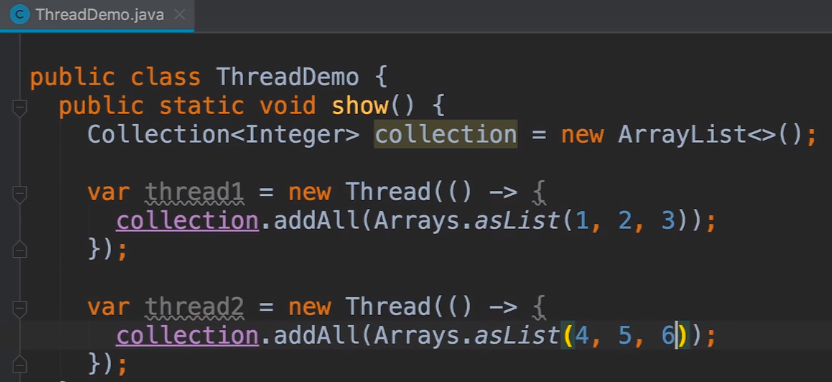 C ThreadDemo.java ×
public class ThreadDemo {
public static void show() {
Collection<Integer> collection = new ArrayList<>();
var thread1 = new Thread(() -> {
collection.addAll(Arrays.asList(1, 2, 3));
});
var thread2 = new Thread(() -> {
collection.addAll(Arrays.asList(4, 5, 6));
});